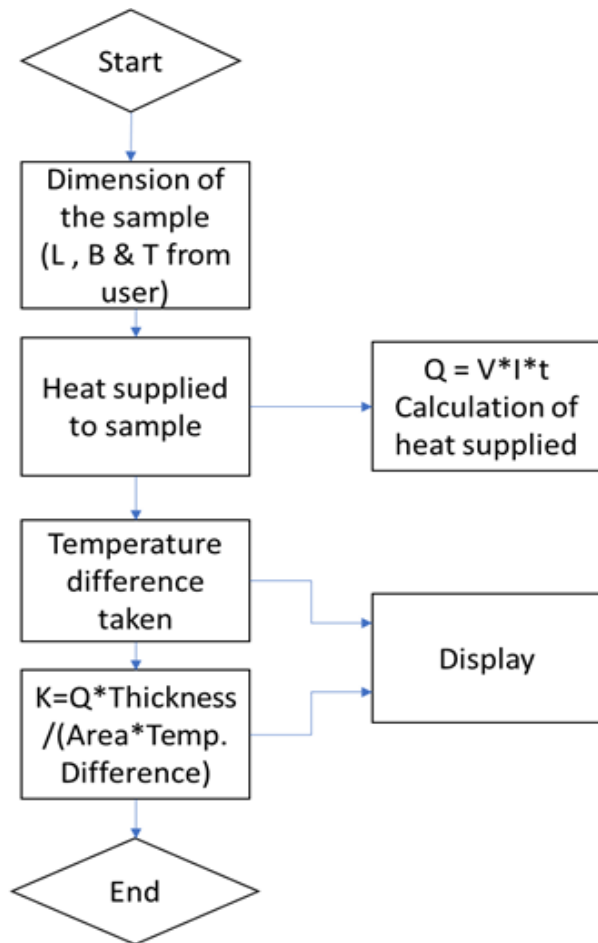 Start
Dimension of
the sample
(L , B & T from
user)
Heat supplied
to sample
Q = V*I*t
Calculation of
heat supplied
Temperature
difference
taken
Display
K=Q*Thickness
/(Area*Temp.
Difference)
End